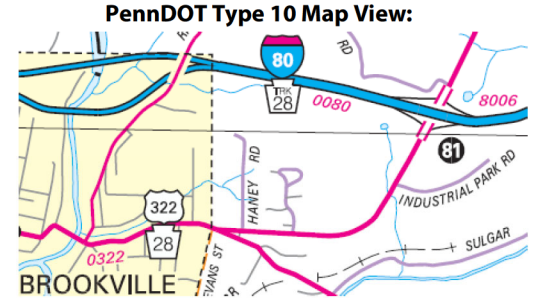 PennDOT Type 10 Map View:
RD
80
TRK
28
0080
8006
81
HANEY RD
INDUSTRIAL PARK RD
322
28
0322
SULGAR
EVANS ST
BROOKVILLE